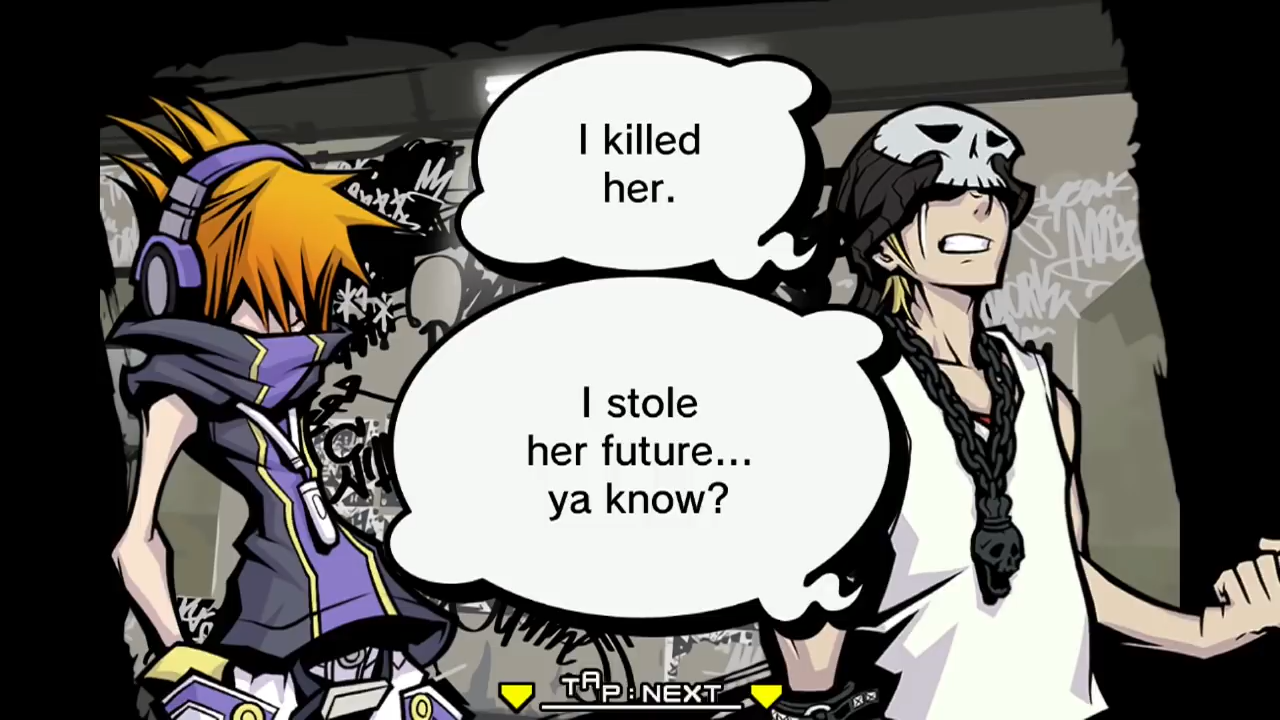 I killed
her.
I stole
her future...
ya know?
TAP: NEXT